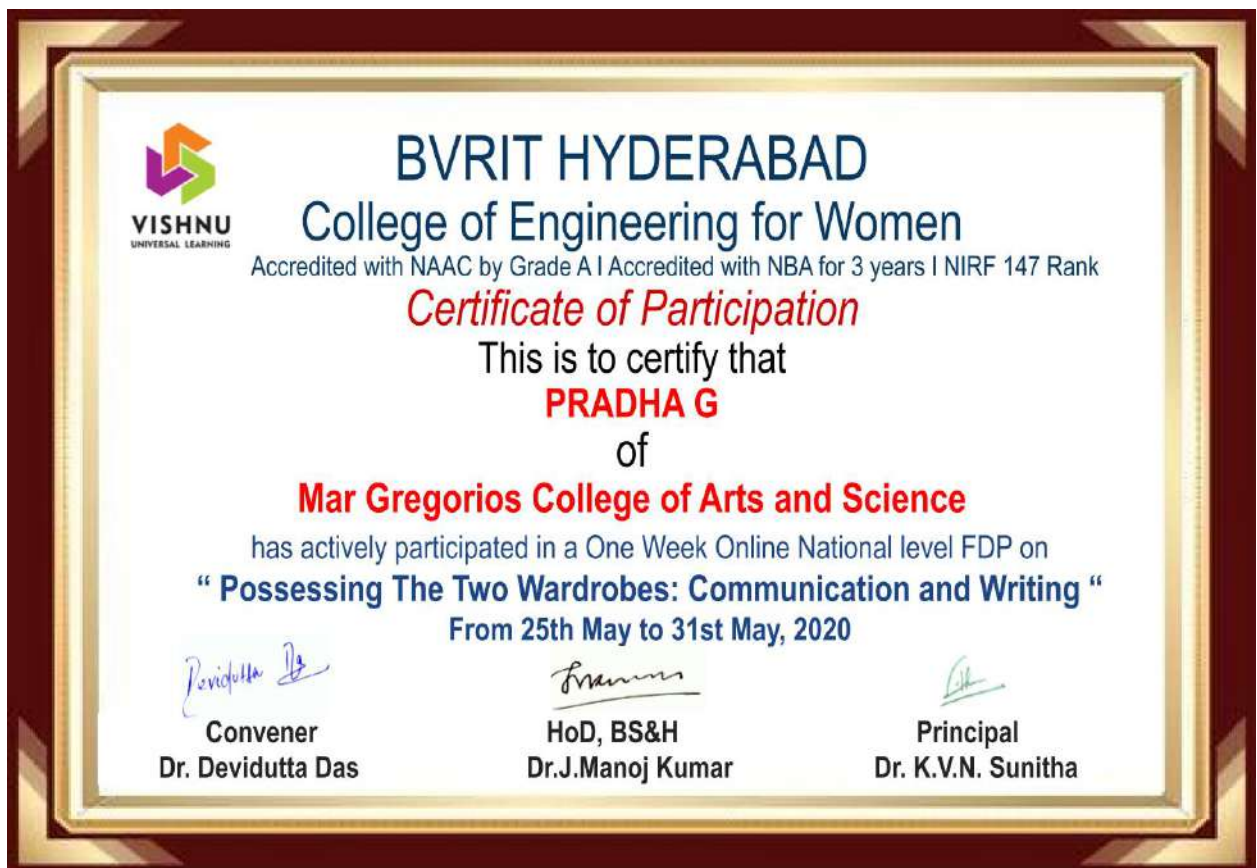 VISHNU
UNIVERSAL LEARNING
BVRIT HYDERABAD
College of Engineering for Women
Accredited with NAAC by Grade A I Accredited with NBA for 3 years I NIRF 147 Rank
Certificate of Participation
This is to certify that
PRADHA G
of
Mar Gregorios College of Arts and Science
has actively participated in a One Week Online National level FDP on
“ Possessing The Two Wardrobes: Communication and Writing “
From 25th May to 31st May, 2020
Devidutta Das
Convener
Dr. Devidutta Das
HoD, BS&H
Dr.J.Manoj Kumar
Principal
Dr. K.V.N. Sunitha